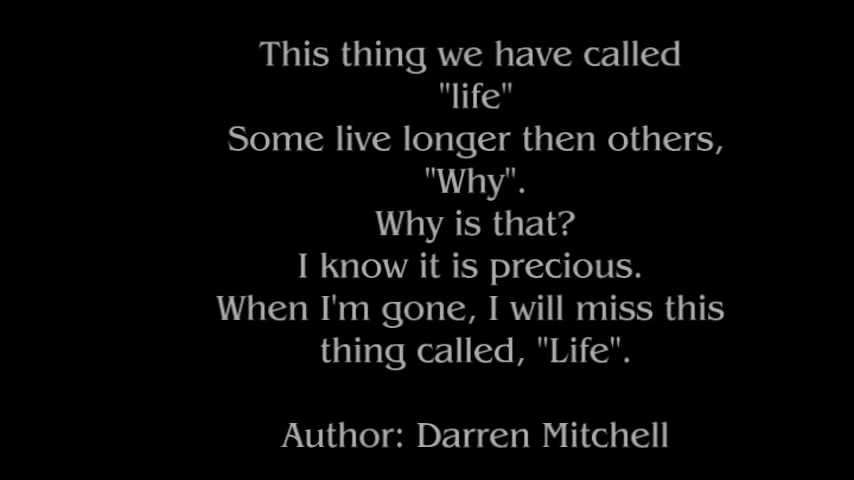 This thing we have called
"life"
Some live longer then others,
"Why".
Why is that?
I know it is precious.
When I'm gone, I will miss this
thing called, "Life".
Author: Darren Mitchell